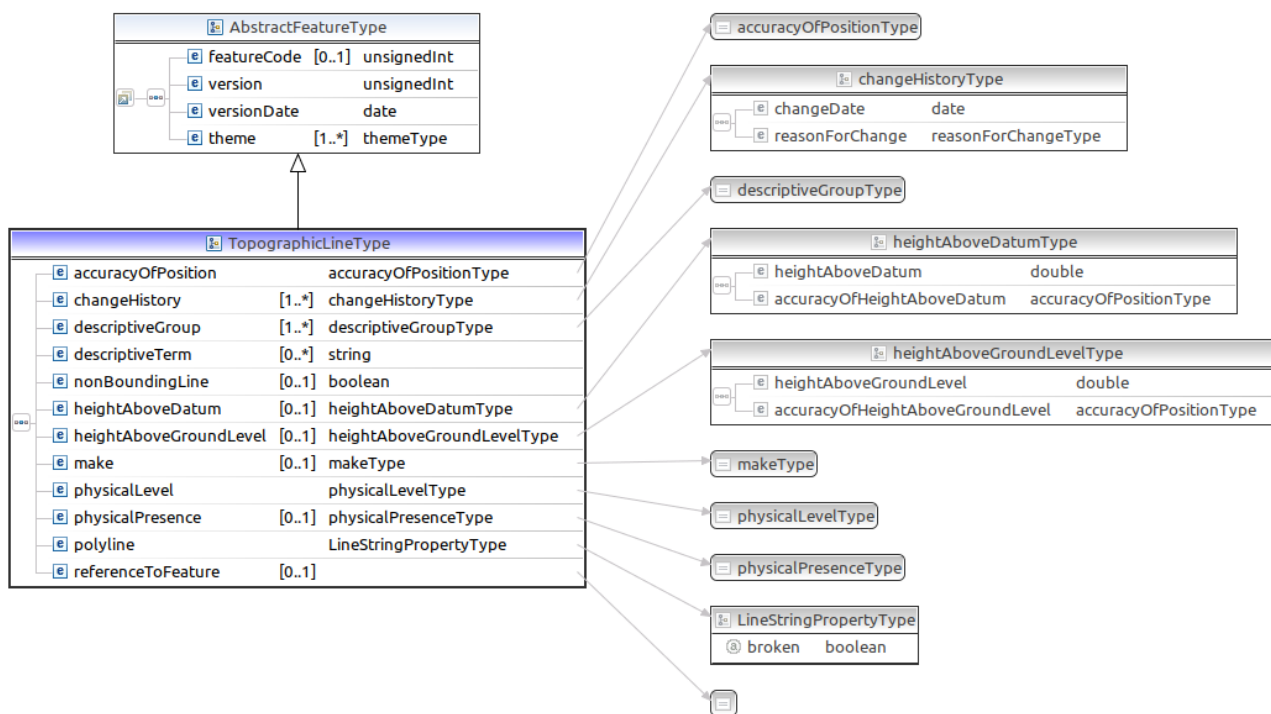 AbstractFeatureType
featureCode [0..1] unsignedInt
version unsignedInt
versionDate date
theme [1..*] themeType
TopographicLineType
accuracyOfPosition accuracyOfPositionType
changeHistory [1..*] changeHistoryType
descriptiveGroup [1..*] descriptiveGroupType
descriptiveTerm [0..*] string
nonBoundingLine [0..1] boolean
heightAboveDatum [0..1] heightAboveDatumType
heightAboveGroundLevel [0..1] heightAboveGroundLevelType
make [0..1] makeType
physicalLevel physicalLevelType
physicalPresence [0..1] physicalPresenceType
polyline LineStringPropertyType
referenceToFeature [0..1]
accuracyOfPositionType
changeHistoryType
changeDate date
reasonForChange reasonForChangeType
descriptiveGroupType
heightAboveDatumType
heightAboveDatum double
accuracyOfHeightAboveDatum accuracyOfPositionType
heightAboveGroundLevelType
heightAboveGroundLevel double
accuracyOfHeightAboveGroundLevel accuracyOfPositionType
makeType
physicalLevelType
physicalPresenceType
LineStringPropertyType
broken boolean